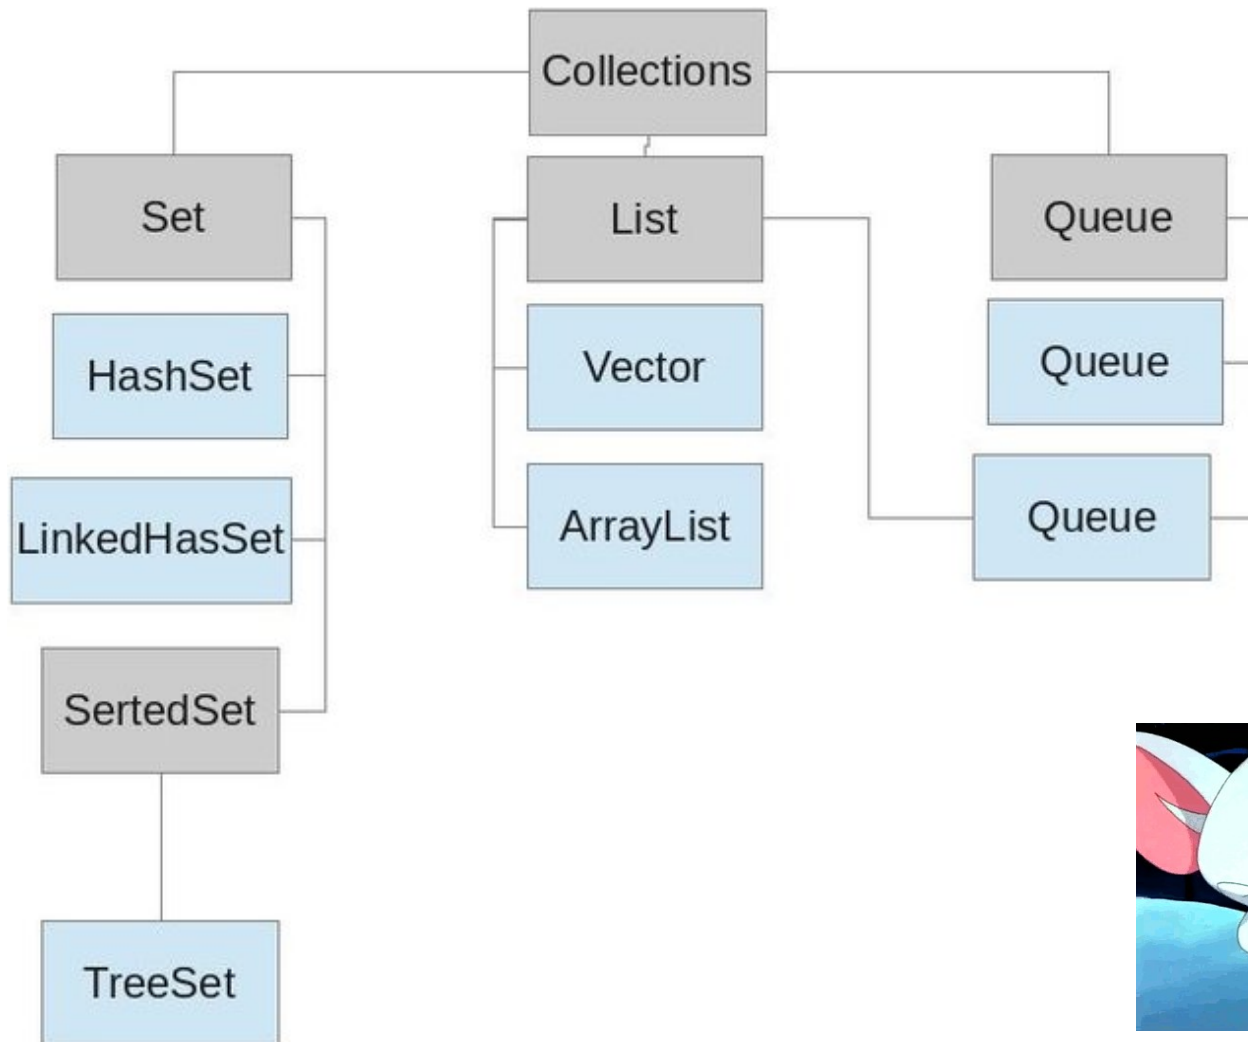 Collections
Set
List
Queue
HashSet
Vector
Queue
LinkedHasSet
ArrayList
Queue
SertedSet
TreeSet